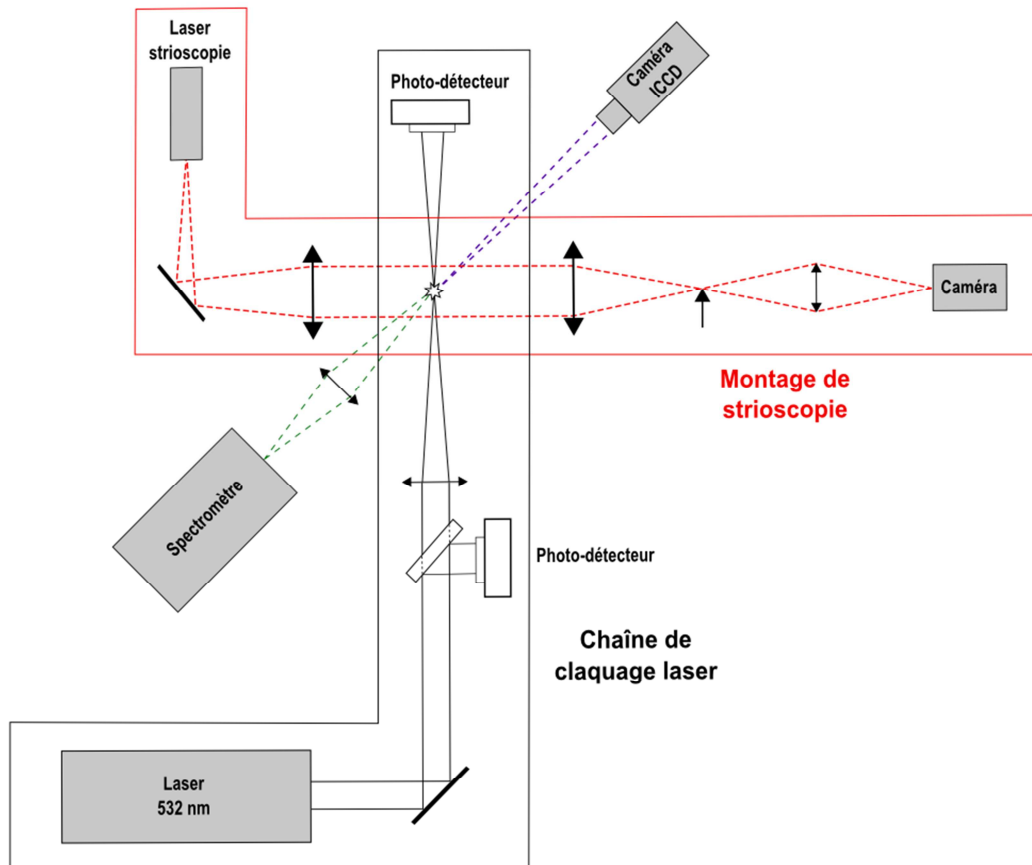 Laser
strioscopie
Photo-détecteur
Caméra
ICCD
Caméra
Montage de
strioscopie
Spectromètre
Photo-détecteur
Chaîne de
claquage laser
Laser
532 nm